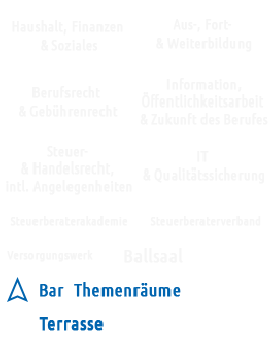 Haushalt, Finanzen
& Soziales
Aus-, Fort-
& Weiterbildung
Berufsrecht
& Gebührenrecht
Information,
Öffentlichkeitsarbeit
& Zukunft des Berufes
Steuer-
& Handelsrecht,
Intl. Angelegenheiten
IT
& Qualitätssicherung
Steuerberaterakademie
Steuerberaterverband
Versorgungswerk
Ballsaal
Bar Themenräume
Terrasse